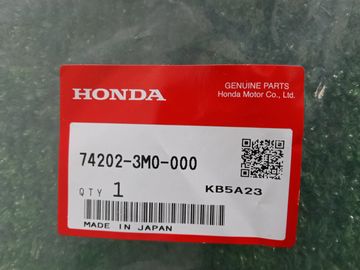 GENUINE PARTS
HONDA
Honda Motor Co., Ltd.
74202-3M0-000
QTY 1
KB5A23
MADE IN JAPAN